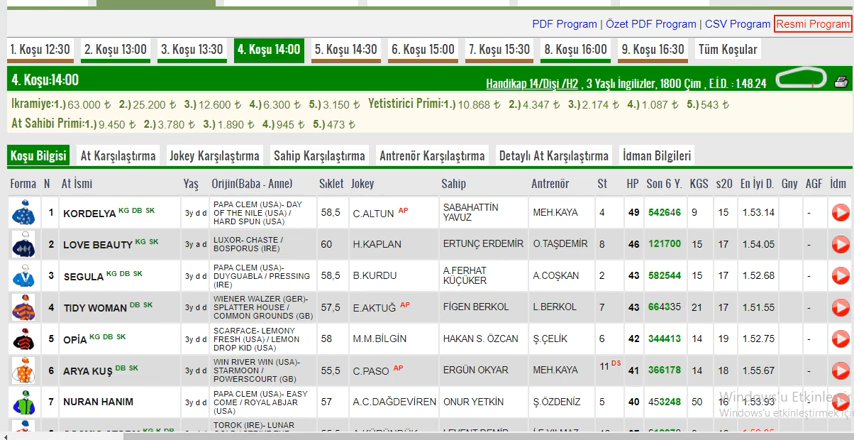 PDF Program | Özet PDF Program | CSV Program Resmi Program
1. Koşu 12:30 2. Koşu 13:00 3. Koşu 13:30 4. Koşu 14:00 5. Koşu 14:30 6. Koşu 15:00 7. Koşu 15:30 8. Koşu 16:00 9. Koşu 16:30 Tüm Koşular
4. Koşu:14:00 Handikap 14/Dişi /H2 , 3 Yaşlı İngilizler, 1800 Çim , E.İ.D. : 1.48.24
Ikramiye:1.) 63.000 ₺ 2.) 25.200 ₺ 3.) 12.600 ₺ 4.) 6.300 ₺ 5.) 3.150 ₺ Yetistirici Primi:1.) 10.868 ₺ 2.) 4.347 ₺ 3.) 2.174 ₺ 4.) 1.087 ₺ 5.) 543 ₺
At Sahibi Primi:1.) 9.450 ₺ 2.) 3.780 ₺ 3.) 1.890 ₺ 4.) 945 ₺ 5.) 473 ₺
Koşu Bilgisi At Karşılaştırma Jokey Karşılaştırma Sahip Karşılaştırma Antrenör Karşılaştırma Detaylı At Karşılaştırma İdman Bilgileri
Forma N At İsmi Yaş Orijin(Baba - Anne) Sıklet Jokey Sahip Antrenör St HP Son 6 Y. KGS s20 En İyi D. Gny AGF İdm
1 KORDELYA KG DB SK 3y d d PAPA CLEM (USA)- DAY OF THE NILE (USA) / HARD SPUN (USA) 58,5 C.ALTUN AP SABAHATTİN YAVUZ MEH.KAYA 4 49 542646 9 15 1.53.14 -
2 LOVE BEAUTY KG SK 3y a d LUXOR- CHASTE / BOSPORUS (IRE) 60 H.KAPLAN ERTUNÇ ERDEMİR O.TAŞDEMİR 8 46 121700 15 17 1.54.05 -
3 SEGULA KG DB SK 3y d d PAPA CLEM (USA)- DUYGUABLA / PRESSING (IRE) 58,5 B.KURDU A.FERHAT KÜÇÜKER A.COŞKAN 2 43 582544 15 17 1.52.68 -
4 TIDY WOMAN DB SK 3y d d WIENER WALZER (GER)- SPLATTER HOUSE / COMMON GROUNDS (GB) 57,5 E.AKTUĞ AP FİGEN BERKOL L.BERKOL 7 43 664335 21 17 1.51.55 -
5 OPİA KG DB SK 3y d d SCARFACE- LEMONY FRESH (USA) / LEMON DROP KID (USA) 58 M.M.BİLGİN HAKAN S. ÖZCAN Ş.ÇELİK 6 42 344413 14 19 1.52.75 -
6 ARYA KUŞ DB SK 3y d d WIN RIVER WIN (USA)- STARMOON / POWERSCOURT (GB) 55,5 C.PASO AP ERGÜN OKYAR MEH.KAYA 11 DS 41 366178 14 18 1.55.67 -
7 NURAN HANIM 3y d d PAPA CLEM (USA)- EASY COME / ROYAL ABJAR (USA) 57 A.C.DAĞDEVİREN ONUR YETKİN Ş.ÖZDENİZ 5 40 453248 50 16 1.53.93 -
TOROK (IRE)- LUNAR
Windows'u Etkinleştir
Windows'u etkinleştirmek için